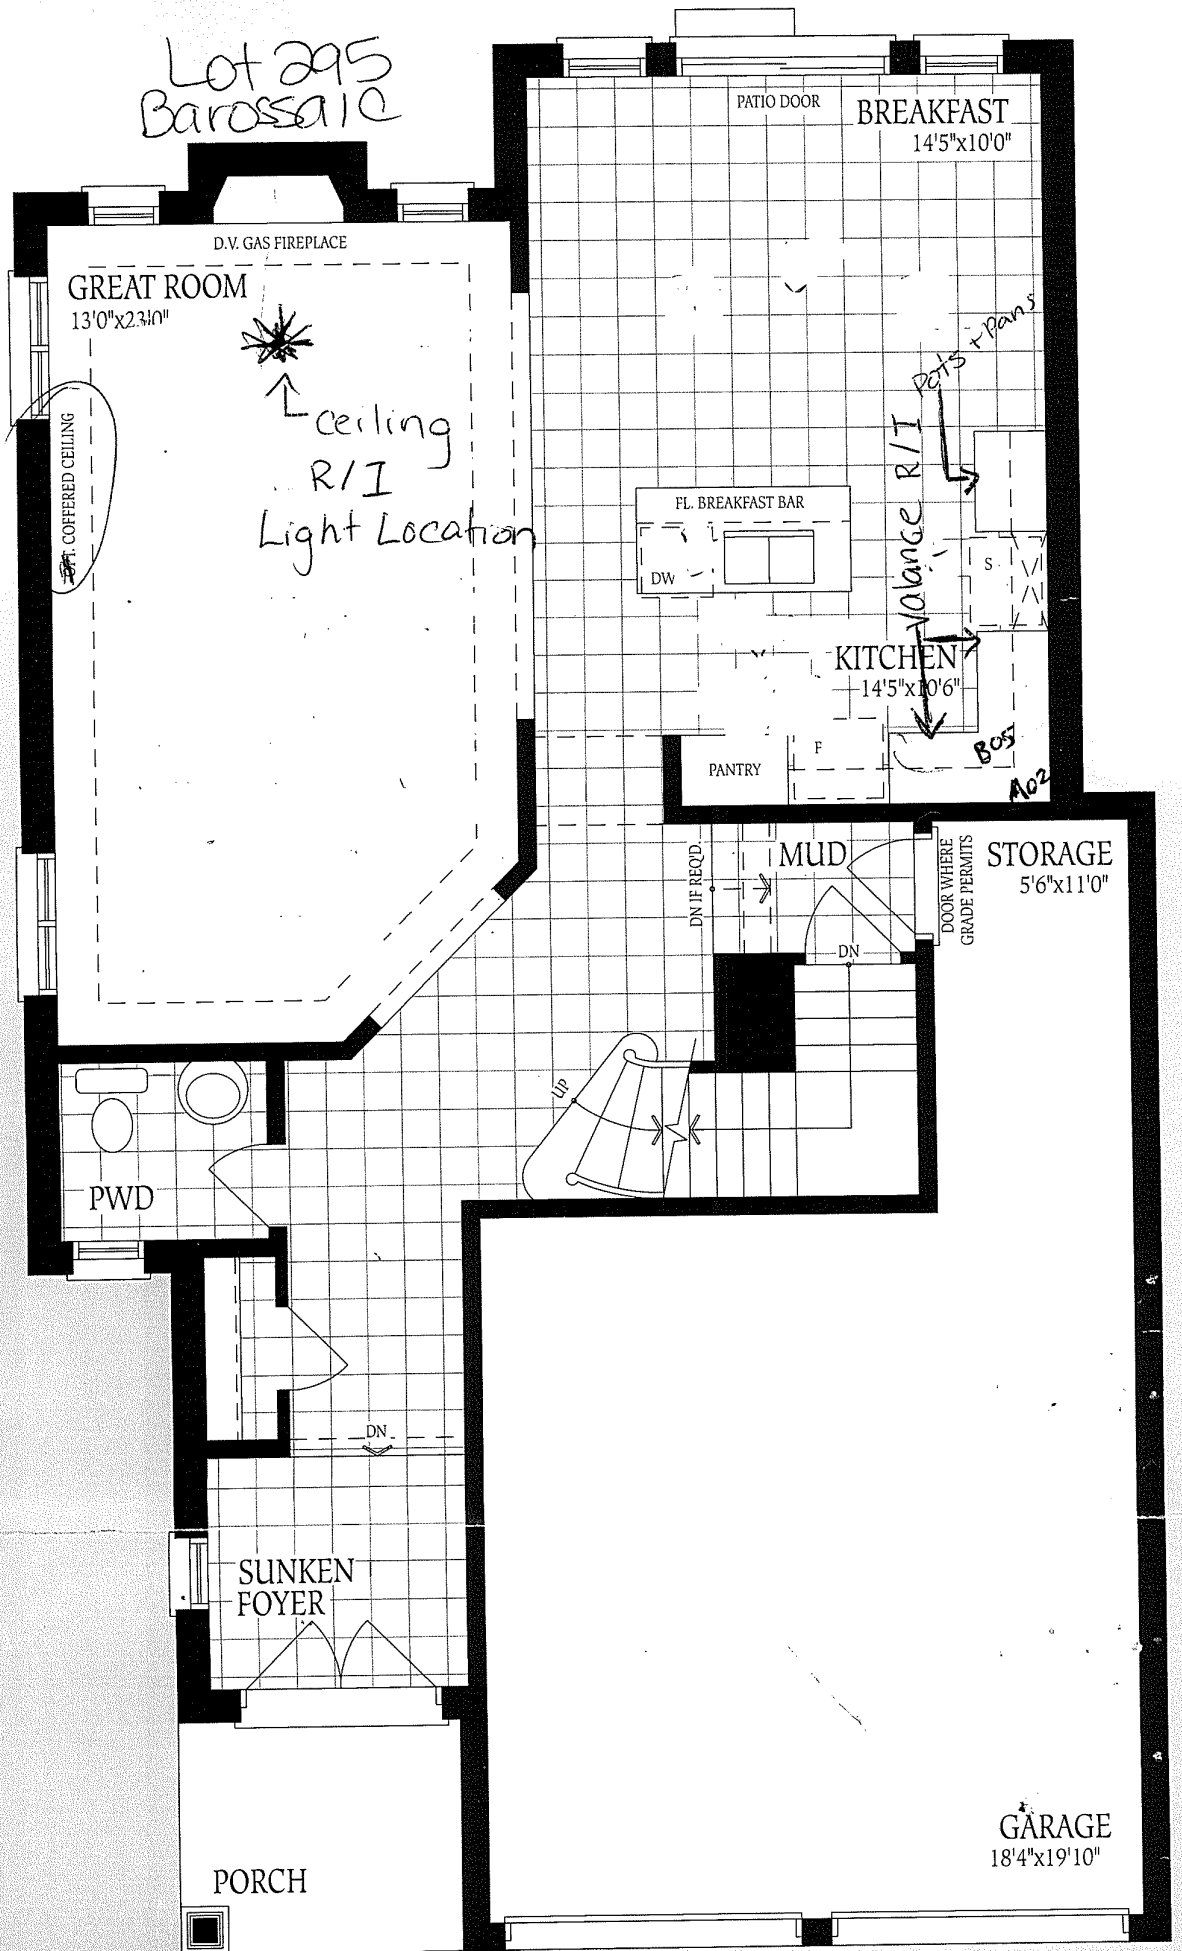 Lot 295
Barossa 1C
PATIO DOOR
BREAKFAST
14'5"x10'0"
D.V. GAS FIREPLACE
GREAT ROOM
13'0"x23'0"
COFFERED CEILING
ceiling
R/I
Light Location
Pots + Pans
Valance R/I
FL. BREAKFAST BAR
DW
S
KITCHEN
14'5"x10'6"
F
PANTRY
B05
A02
DN IF REQ'D.
MUD
DOOR WHERE
GRADE PERMITS
STORAGE
5'6"x11'0"
DN
UP
PWD
DN
SUNKEN
FOYER
PORCH
GARAGE
18'4"x19'10"